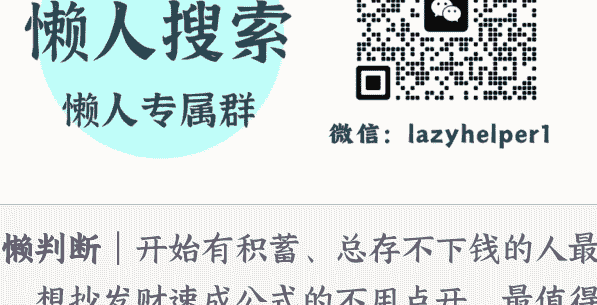 懒人搜索
懒人专属群
微信：lazyhelper1
懒判断｜开始有积蓄、总存不下钱的人最
想抄发财速成公式的不用点开，最值得